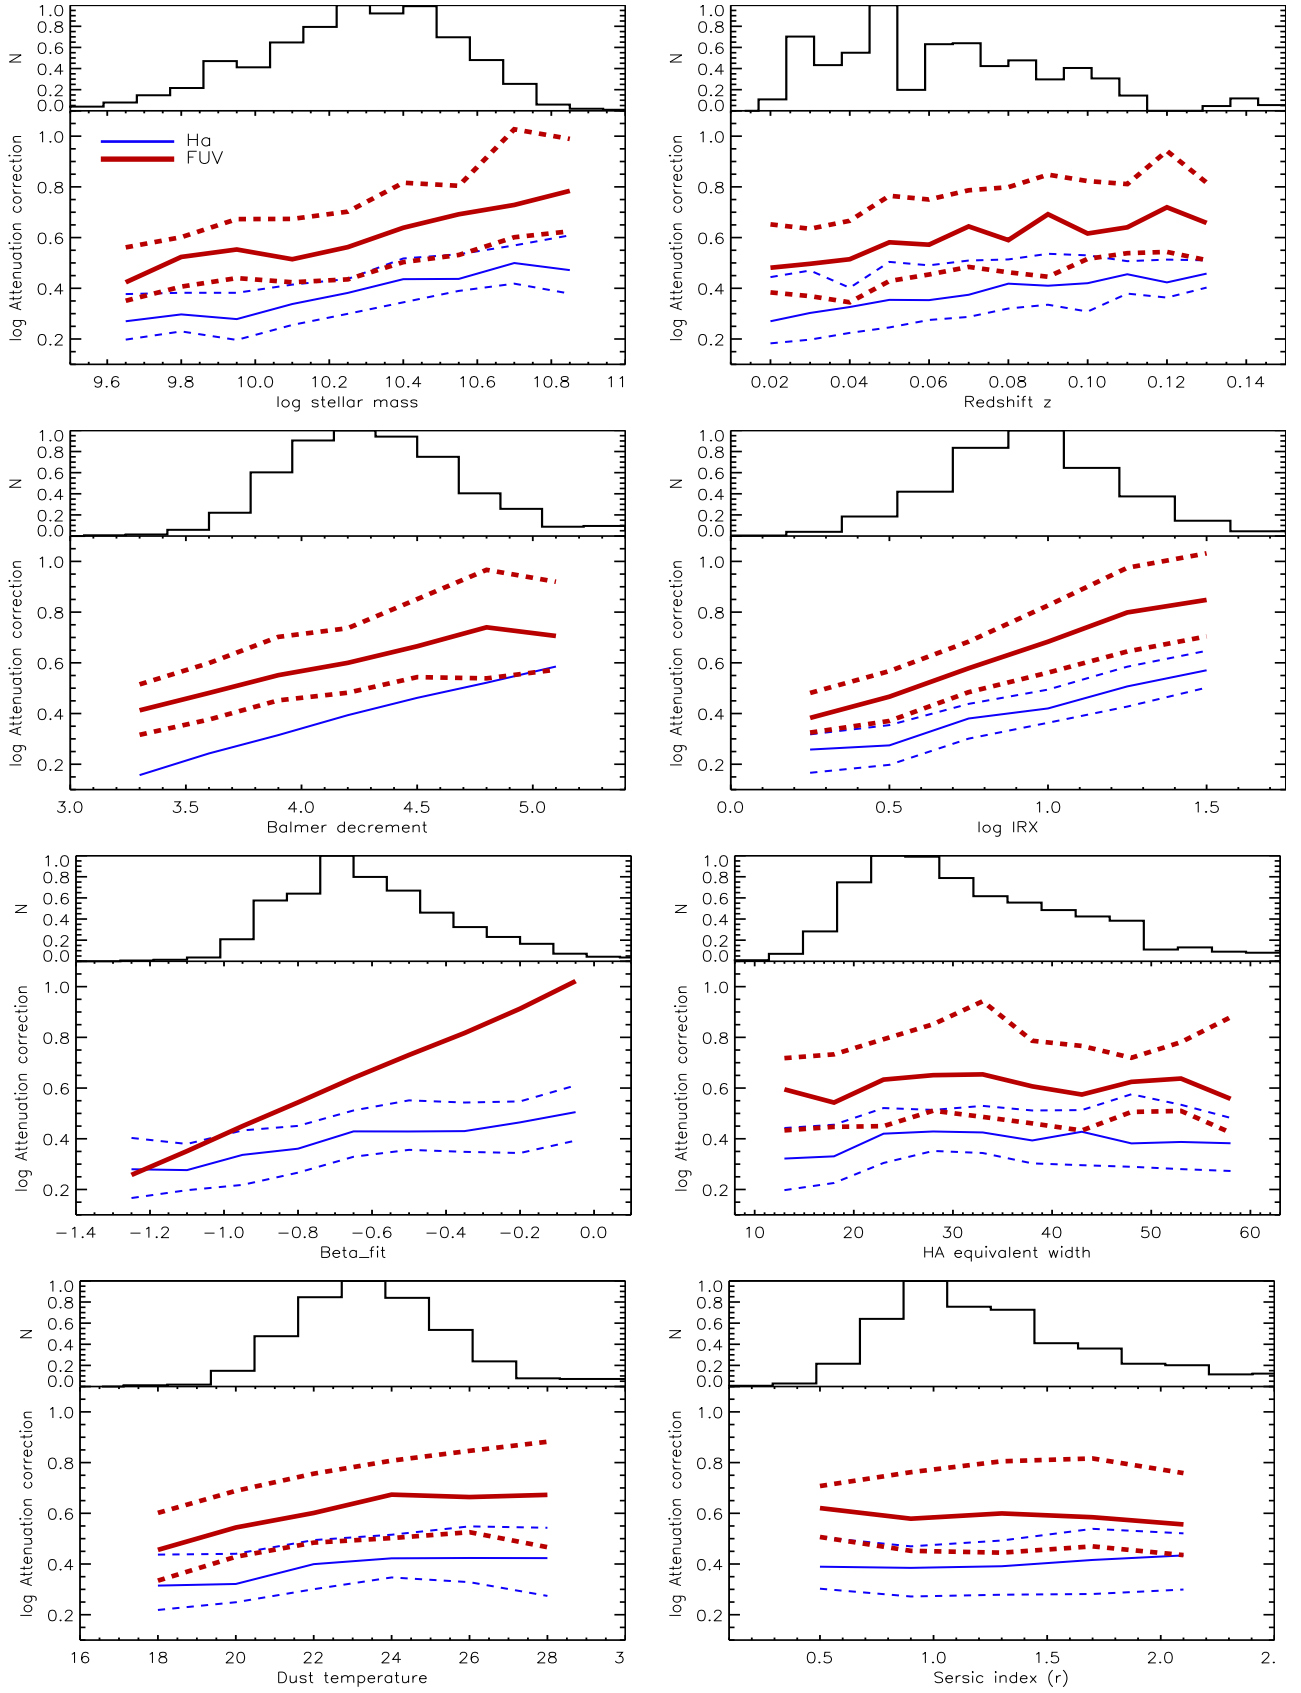 1.0
0.8
0.6
0.4
0.2
0.0
N
1.0
0.8
0.6
0.4
0.2
log Attenuation correction
Ha
FUV
9.6 9.8 10.0 10.2 10.4 10.6 10.8 11
log stellar mass
1.0
0.8
0.6
0.4
0.2
0.0
N
1.0
0.8
0.6
0.4
0.2
log Attenuation correction
0.02 0.04 0.06 0.08 0.10 0.12 0.14
Redshift z
1.0
0.8
0.6
0.4
0.2
0.0
N
1.0
0.8
0.6
0.4
0.2
log Attenuation correction
3.0 3.5 4.0 4.5 5.0
Balmer decrement
1.0
0.8
0.6
0.4
0.2
0.0
N
1.0
0.8
0.6
0.4
0.2
log Attenuation correction
0.0 0.5 1.0 1.5
log IRX
1.0
0.8
0.6
0.4
0.2
0.0
N
1.0
0.8
0.6
0.4
0.2
log Attenuation correction
−1.4 −1.2 −1.0 −0.8 −0.6 −0.4 −0.2 0.0
Beta_fit
1.0
0.8
0.6
0.4
0.2
0.0
N
1.0
0.8
0.6
0.4
0.2
log Attenuation correction
10 20 30 40 50 60
HA equivalent width
1.0
0.8
0.6
0.4
0.2
0.0
N
1.0
0.8
0.6
0.4
0.2
log Attenuation correction
16 18 20 22 24 26 28 3
Dust temperature
1.0
0.8
0.6
0.4
0.2
0.0
N
1.0
0.8
0.6
0.4
0.2
log Attenuation correction
0.5 1.0 1.5 2.0 2.
Sersic index (r)